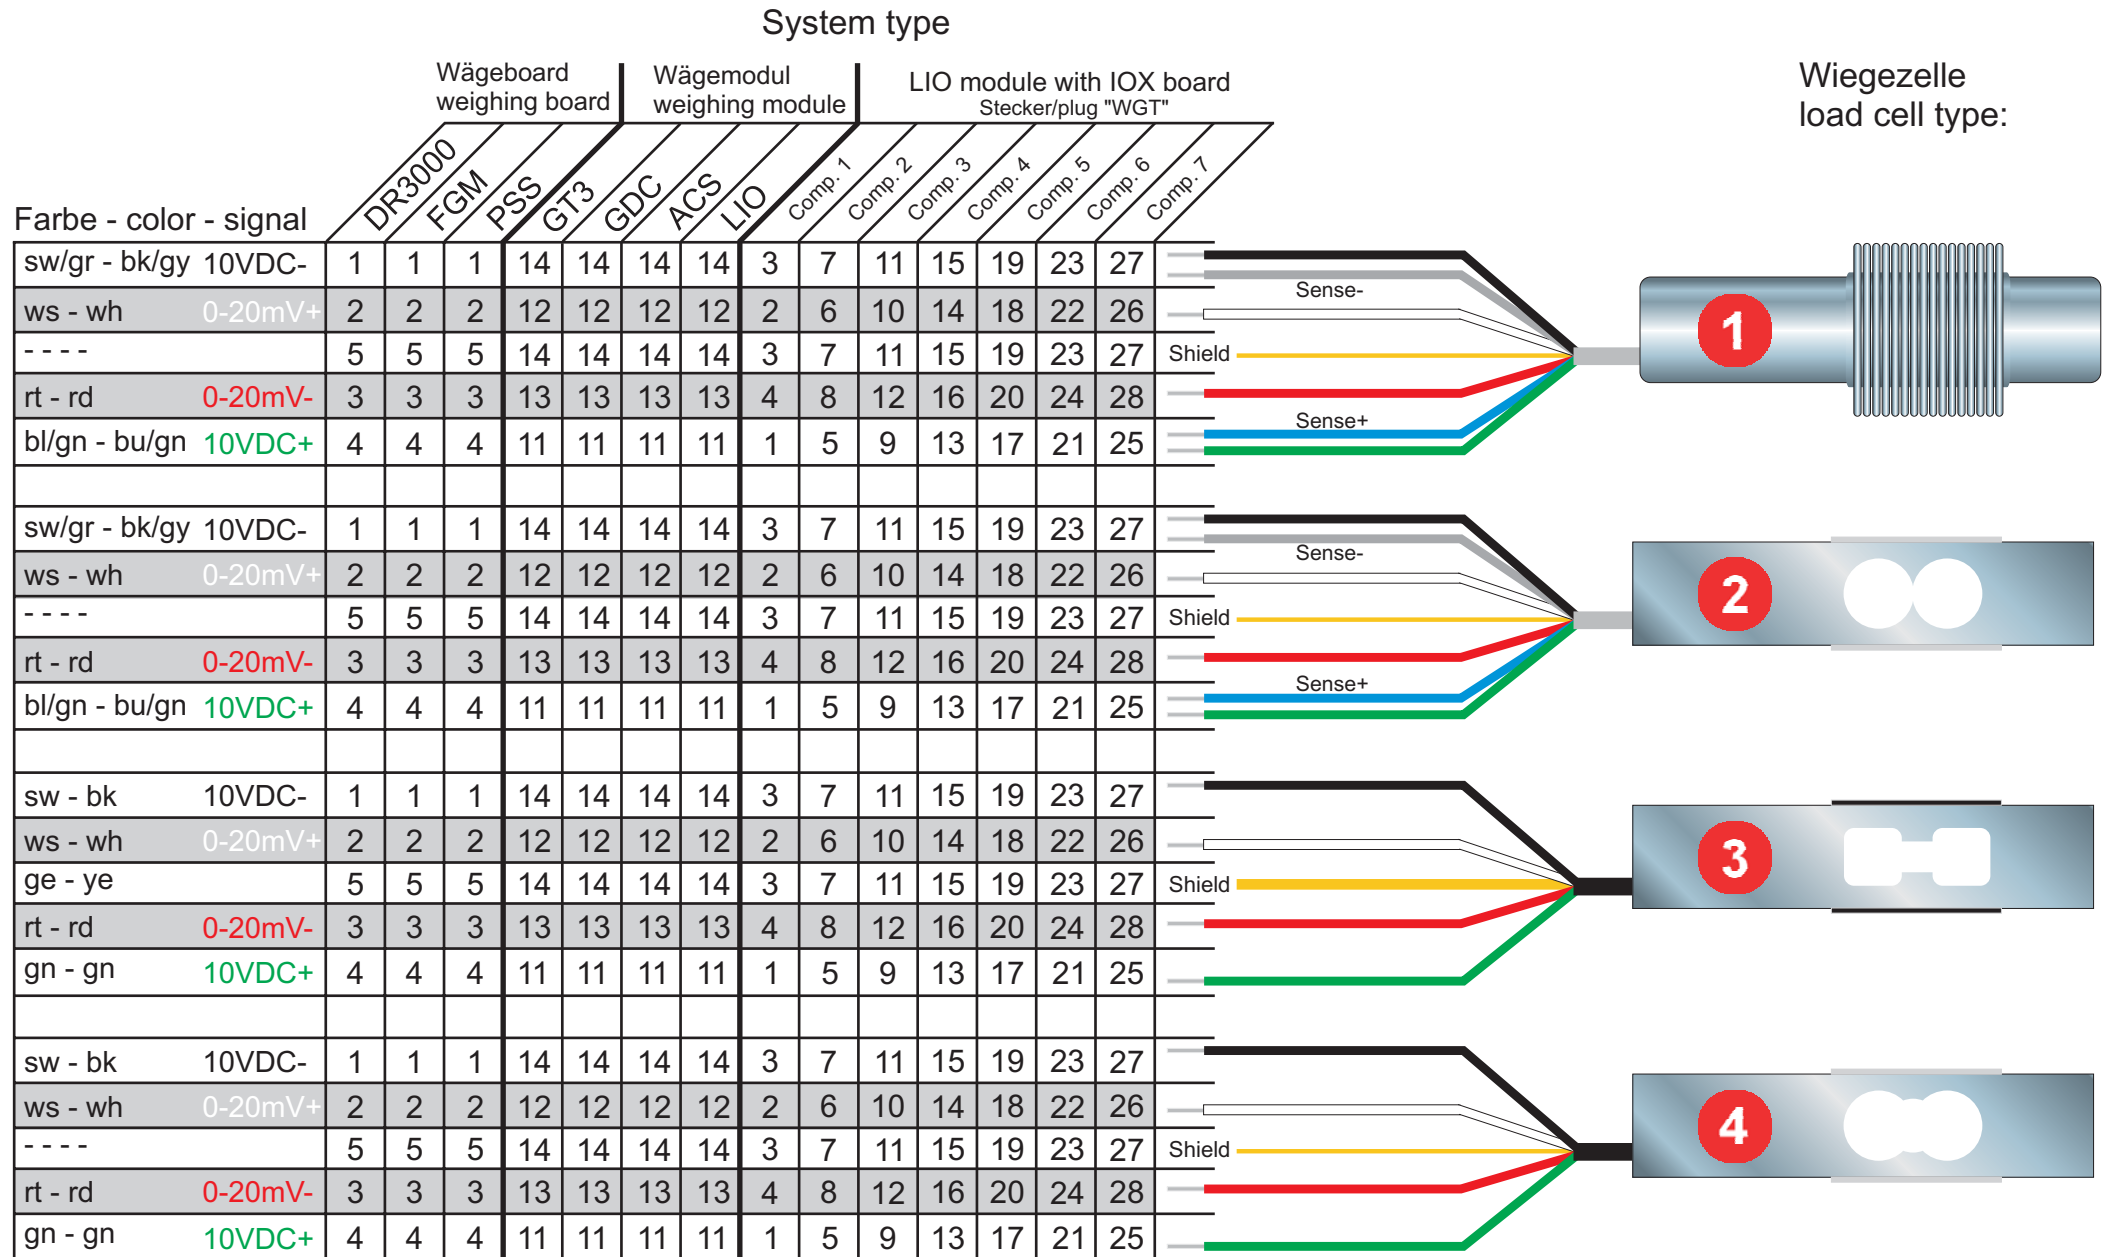 System type
Wägeboard
weighing board
Wägemodul
weighing module
LIO module with IOX board
Stecker/plug "WGT"
Wiegezelle
load cell type:
DR3000 FGM PSS GT3 GDC ACS LIO Comp. 1 Comp. 2 Comp. 3 Comp. 4 Comp. 5 Comp. 6 Comp. 7
Farbe - color - signal
sw/gr - bk/gy 10VDC- 1 1 1 14 14 14 14 3 7 11 15 19 23 27
Sense-
ws - wh 0-20mV+ 2 2 2 12 12 12 12 2 6 10 14 18 22 26
1
- - - - 5 5 5 14 14 14 14 3 7 11 15 19 23 27 Shield
rt - rd 0-20mV- 3 3 3 13 13 13 13 4 8 12 16 20 24 28
Sense+
bl/gn - bu/gn 10VDC+ 4 4 4 11 11 11 11 1 5 9 13 17 21 25
sw/gr - bk/gy 10VDC- 1 1 1 14 14 14 14 3 7 11 15 19 23 27
Sense-
ws - wh 0-20mV+ 2 2 2 12 12 12 12 2 6 10 14 18 22 26
2
- - - - 5 5 5 14 14 14 14 3 7 11 15 19 23 27 Shield
rt - rd 0-20mV- 3 3 3 13 13 13 13 4 8 12 16 20 24 28
Sense+
bl/gn - bu/gn 10VDC+ 4 4 4 11 11 11 11 1 5 9 13 17 21 25
sw - bk 10VDC- 1 1 1 14 14 14 14 3 7 11 15 19 23 27
ws - wh 0-20mV+ 2 2 2 12 12 12 12 2 6 10 14 18 22 26
3
ge - ye 5 5 5 14 14 14 14 3 7 11 15 19 23 27 Shield
rt - rd 0-20mV- 3 3 3 13 13 13 13 4 8 12 16 20 24 28
gn - gn 10VDC+ 4 4 4 11 11 11 11 1 5 9 13 17 21 25
sw - bk 10VDC- 1 1 1 14 14 14 14 3 7 11 15 19 23 27
ws - wh 0-20mV+ 2 2 2 12 12 12 12 2 6 10 14 18 22 26
4
- - - - 5 5 5 14 14 14 14 3 7 11 15 19 23 27 Shield
rt - rd 0-20mV- 3 3 3 13 13 13 13 4 8 12 16 20 24 28
gn - gn 10VDC+ 4 4 4 11 11 11 11 1 5 9 13 17 21 25